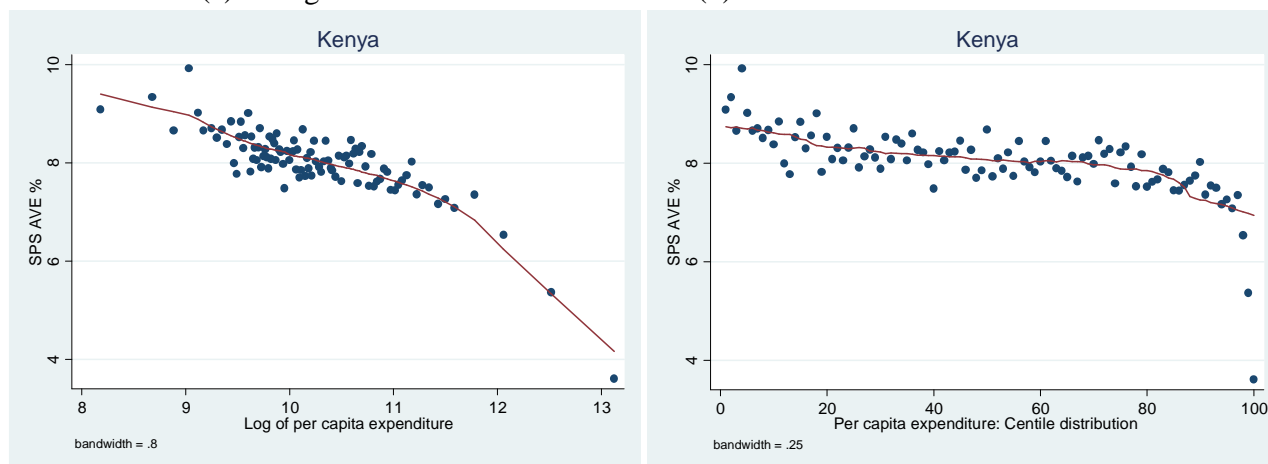 Kenya
SPS AVE %
10
8
6
4
8 9 10 11 12 13
Log of per capita expenditure
bandwidth = .8
Kenya
SPS AVE %
10
8
6
4
0 20 40 60 80 100
Per capita expenditure: Centile distribution
bandwidth = .25